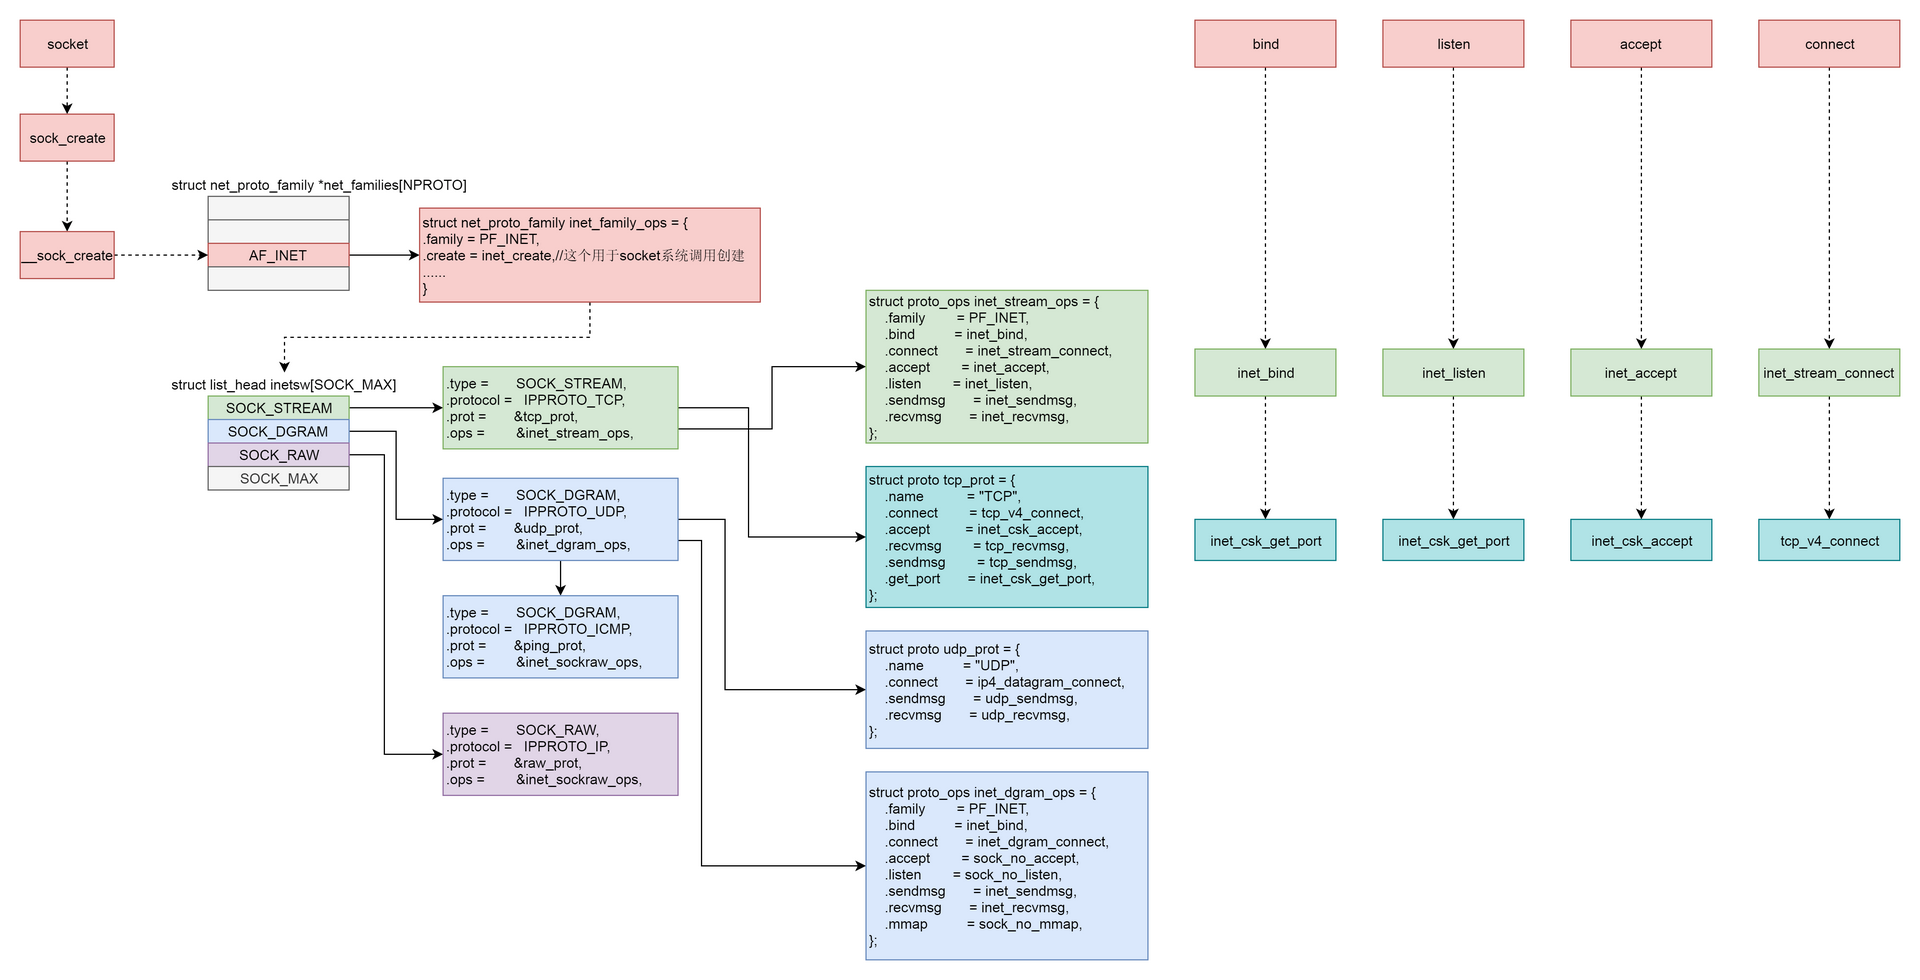 socket
sock_create
__sock_create
struct net_proto_family *net_families[NPROTO]
AF_INET
struct net_proto_family inet_family_ops = {
.family = PF_INET,
.create = inet_create,//这个用于socket系统调用创建
......
}
struct list_head inetsw[SOCK_MAX]
SOCK_STREAM
SOCK_DGRAM
SOCK_RAW
SOCK_MAX
.type = SOCK_STREAM,
.protocol = IPPROTO_TCP,
.prot = &tcp_prot,
.ops = &inet_stream_ops,
.type = SOCK_DGRAM,
.protocol = IPPROTO_UDP,
.prot = &udp_prot,
.ops = &inet_dgram_ops,
.type = SOCK_DGRAM,
.protocol = IPPROTO_ICMP,
.prot = &ping_prot,
.ops = &inet_sockraw_ops,
.type = SOCK_RAW,
.protocol = IPPROTO_IP,
.prot = &raw_prot,
.ops = &inet_sockraw_ops,
struct proto_ops inet_stream_ops = {
.family = PF_INET,
.bind = inet_bind,
.connect = inet_stream_connect,
.accept = inet_accept,
.listen = inet_listen,
.sendmsg = inet_sendmsg,
.recvmsg = inet_recvmsg,
};
struct proto tcp_prot = {
.name = "TCP",
.connect = tcp_v4_connect,
.accept = inet_csk_accept,
.recvmsg = tcp_recvmsg,
.sendmsg = tcp_sendmsg,
.get_port = inet_csk_get_port,
};
struct proto udp_prot = {
.name = "UDP",
.connect = ip4_datagram_connect,
.sendmsg = udp_sendmsg,
.recvmsg = udp_recvmsg,
};
struct proto_ops inet_dgram_ops = {
.family = PF_INET,
.bind = inet_bind,
.connect = inet_dgram_connect,
.accept = sock_no_accept,
.listen = sock_no_listen,
.sendmsg = inet_sendmsg,
.recvmsg = inet_recvmsg,
.mmap = sock_no_mmap,
};
bind
inet_bind
inet_csk_get_port
listen
inet_listen
inet_csk_get_port
accept
inet_accept
inet_csk_accept
connect
inet_stream_connect
tcp_v4_connect